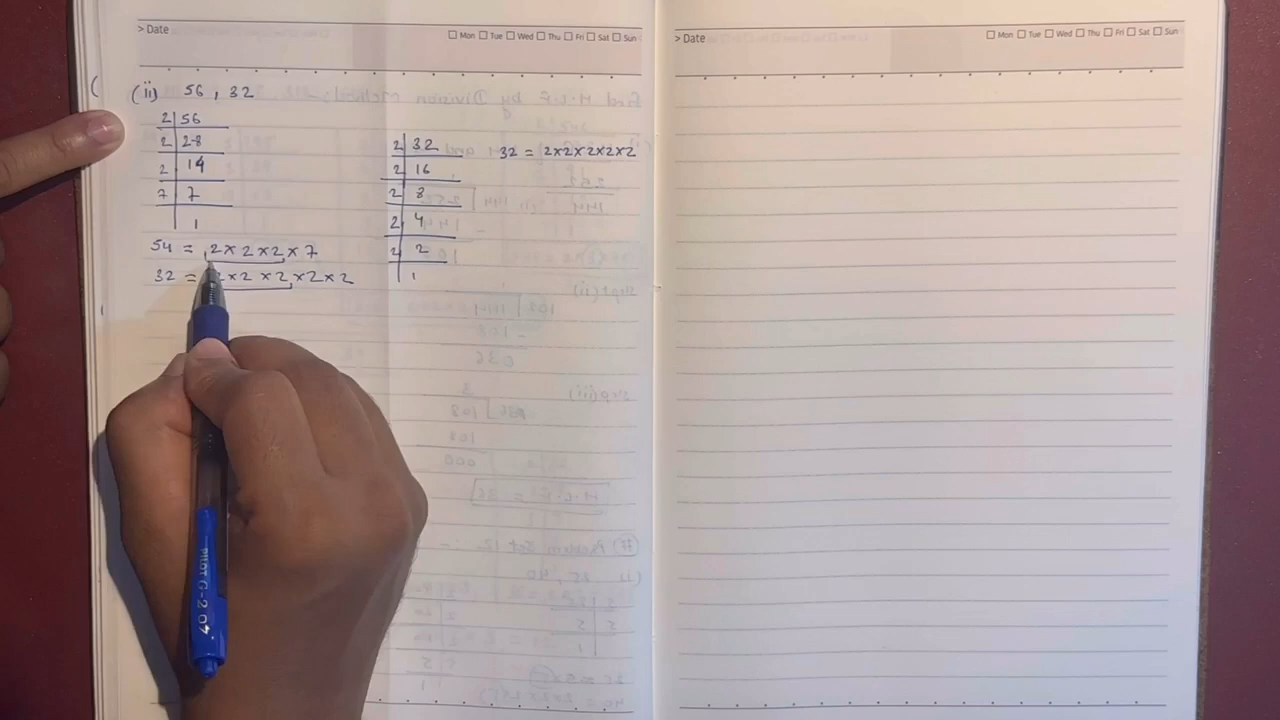 > Date
Mon Tue Wed Thu Fri Sat Sun
(ii) 56 , 32
2 56
2 28
2 14
7 7
1
54 = 2 × 2 × 2 × 7
32 = 2 × 2 × 2 × 2 × 2
2 32
2 16
2 8
2 4
2 2
1
32 = 2×2×2×2×2
> Date
Mon Tue Wed Thu Fri Sat Sun
PILOT G-2 07